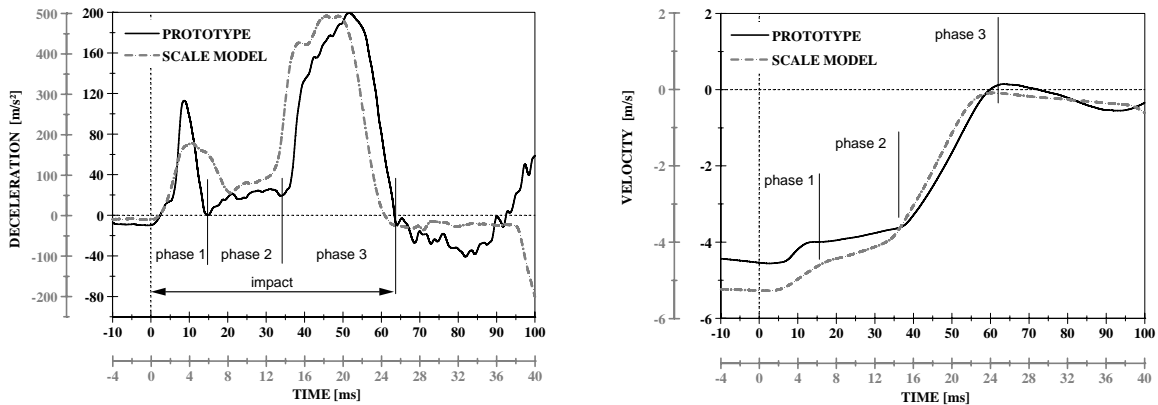 500
400
300
200
100
0
-100
-200
200
160
120
80
40
0
-40
-80
DECELERATION [m/s²]
PROTOTYPE
SCALE MODEL
phase 1
phase 2
phase 3
impact
-10 0 10 20 30 40 50 60 70 80 90 100
-4 0 4 8 12 16 20 24 28 32 36 40
TIME [ms]
2
0
-2
-4
-6
2
0
-2
-4
-6
VELOCITY [m/s]
PROTOTYPE
SCALE MODEL
phase 3
phase 2
phase 1
-10 0 10 20 30 40 50 60 70 80 90 100
-4 0 4 8 12 16 20 24 28 32 36 40
TIME [ms]